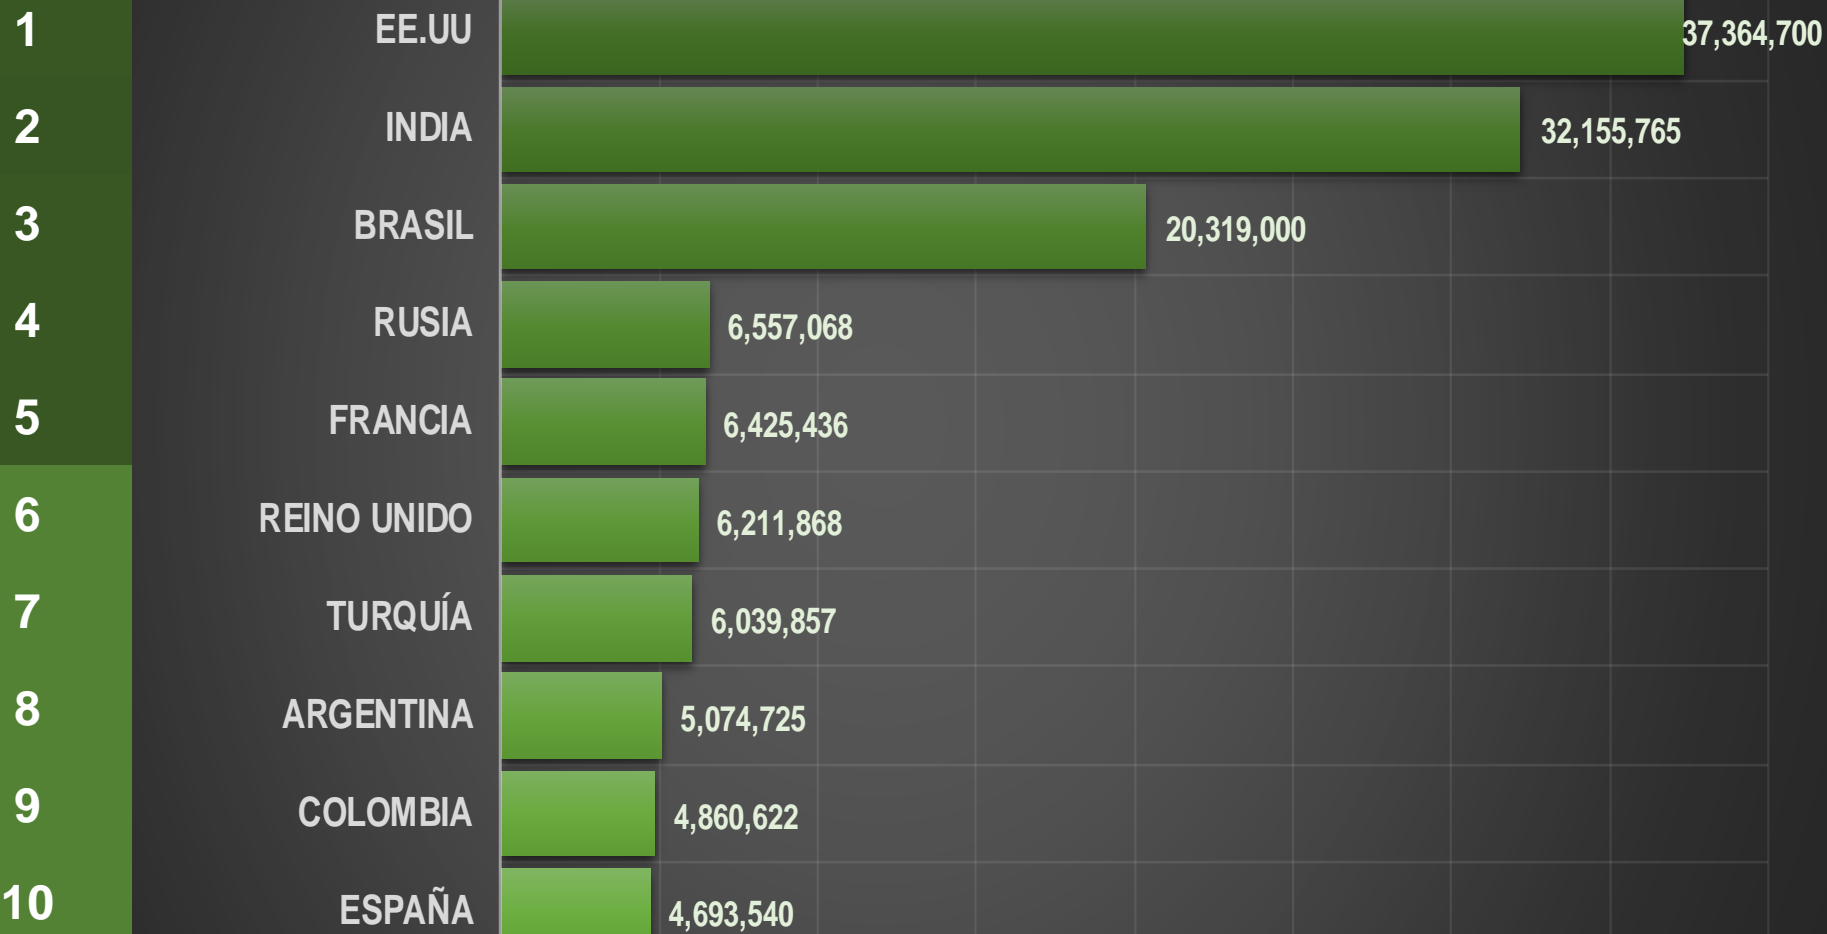 1 EE.UU 37,364,700
2 INDIA 32,155,765
3 BRASIL 20,319,000
4 RUSIA 6,557,068
5 FRANCIA 6,425,436
6 REINO UNIDO 6,211,868
7 TURQUÍA 6,039,857
8 ARGENTINA 5,074,725
9 COLOMBIA 4,860,622
10 ESPAÑA 4,693,540